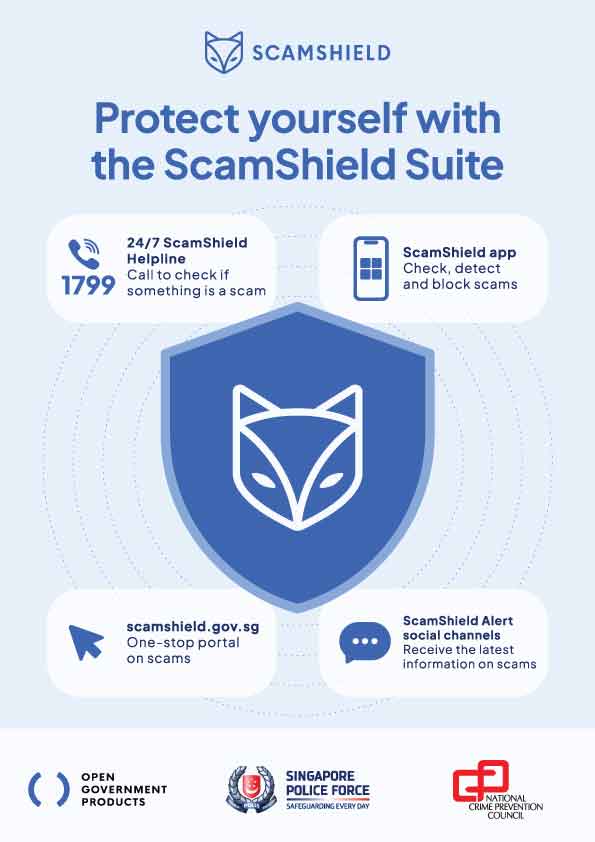 SCAMSHIELD
Protect yourself with
the ScamShield Suite
1799
24/7 ScamShield
Helpline
Call to check if
something is a scam
ScamShield app
Check, detect
and block scams
scamshield.gov.sg
One-stop portal
on scams
ScamShield Alert
social channels
Receive the latest
information on scams
OPEN
GOVERNMENT
PRODUCTS
POLIS
SINGAPORE
POLICE FORCE
SAFEGUARDING EVERY DAY
NATIONAL
CRIME PREVENTION
COUNCIL